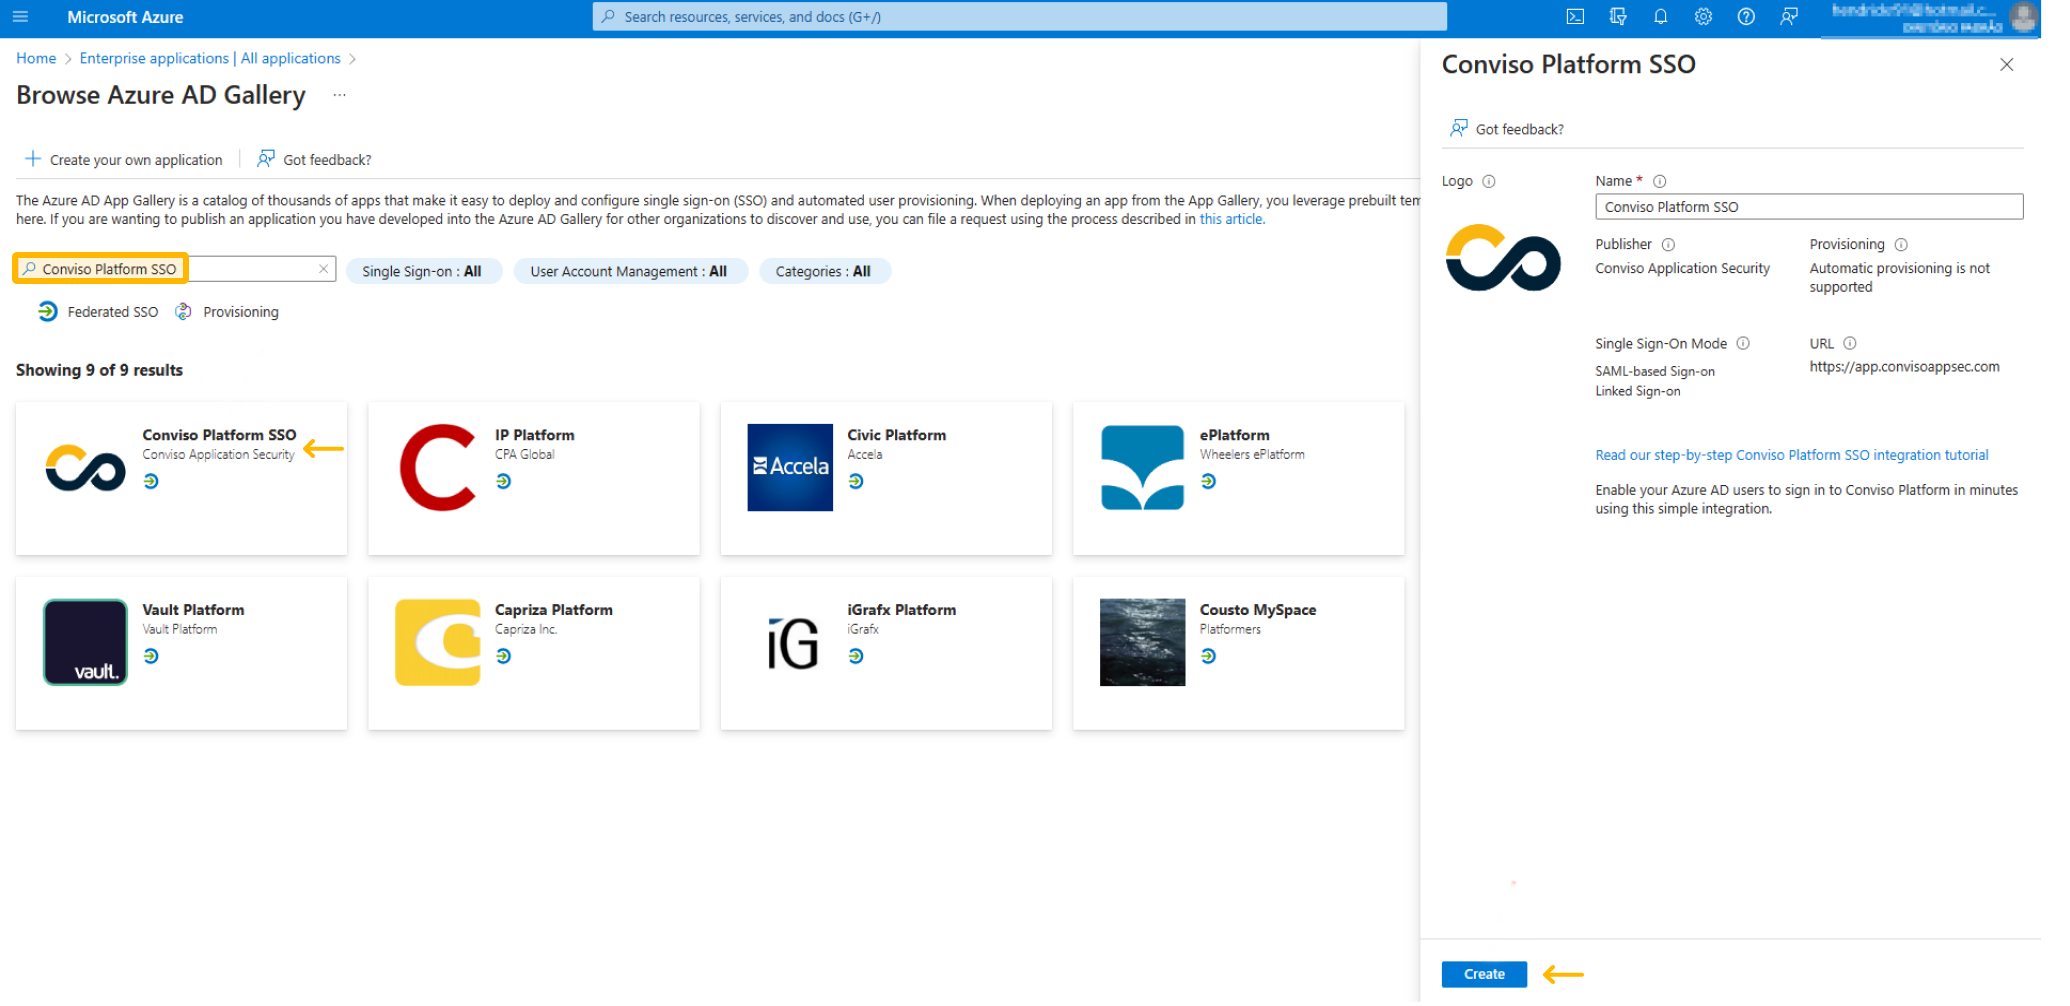 Microsoft Azure
Search resources, services, and docs (G+/)
Home > Enterprise applications | All applications >
Browse Azure AD Gallery ...
Create your own application
Got feedback?
The Azure AD App Gallery is a catalog of thousands of apps that make it easy to deploy and configure single sign-on (SSO) and automated user provisioning. When deploying an app from the App Gallery, you leverage prebuilt
here. If you are wanting to publish an application you have developed into the Azure AD Gallery for other organizations to discover and use, you can file a request using the process described in this article.
Conviso Platform SSO
Single Sign-on : All
User Account Management : All
Categories : All
Federated SSO
Provisioning
Showing 9 of 9 results
Conviso Platform SSO
Conviso Application Security
IP Platform
CPA Global
Accela
Civic Platform
Accela
ePlatform
Wheelers ePlatform
vault.
Vault Platform
Vault Platform
Capriza Platform
Capriza Inc.
iG
iGrafx Platform
iGrafx
Cousto MySpace
Platformers
Conviso Platform SSO
Got feedback?
Logo
Name *
Conviso Platform SSO
Publisher
Conviso Application Security
Provisioning
Automatic provisioning is not
supported
Single Sign-On Mode
SAML-based Sign-on
Linked Sign-on
URL
https://app.convisoappsec.com
Read our step-by-step Conviso Platform SSO integration tutorial
Enable your Azure AD users to sign in to Conviso Platform in minutes
using this simple integration.
Create